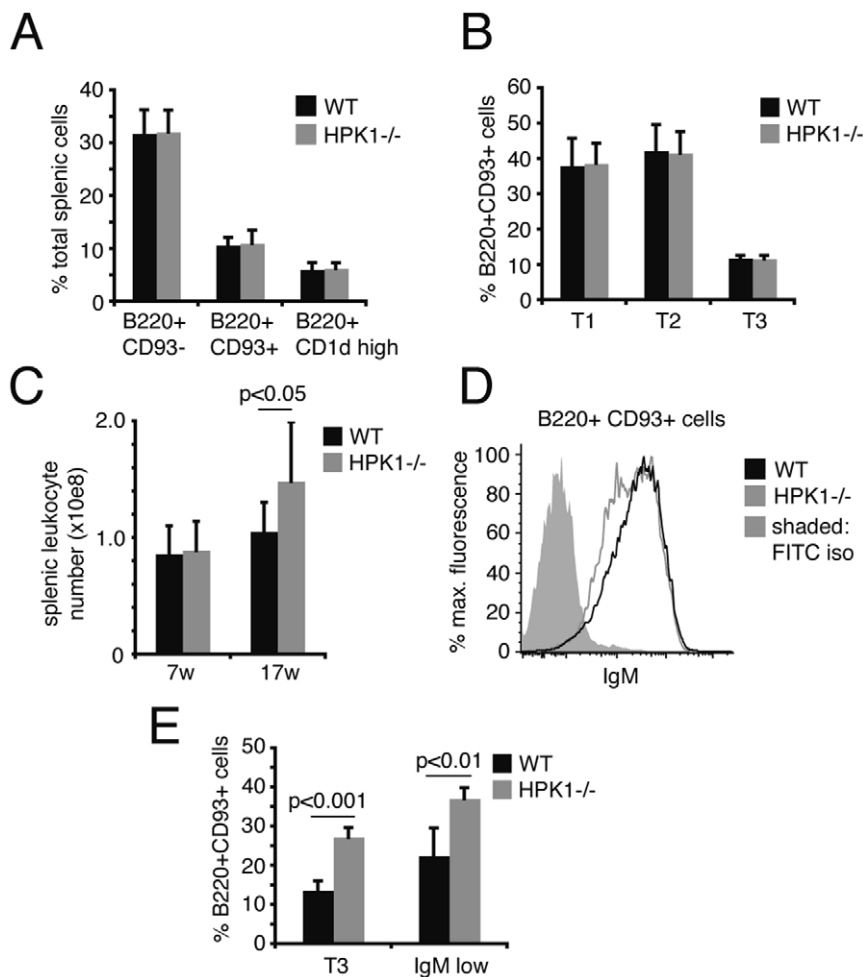 A
% total splenic cells
40
30
20
10
0
WT
HPK1-/-
B220+ CD93-
B220+ CD93+
B220+ CD1d high
B
% B220+CD93+ cells
60
50
40
30
20
10
0
WT
HPK1-/-
T1 T2 T3
C
splenic leukocyte
number (x10e8)
2.0
1.0
0
p<0.05
WT
HPK1-/-
7w 17w
D
B220+ CD93+ cells
% max. fluorescence
100
80
60
40
20
0
WT
HPK1-/-
shaded:
FITC iso
IgM
E
% B220+CD93+ cells
50
40
30
20
10
0
p<0.001
p<0.01
WT
HPK1-/-
T3 IgM low